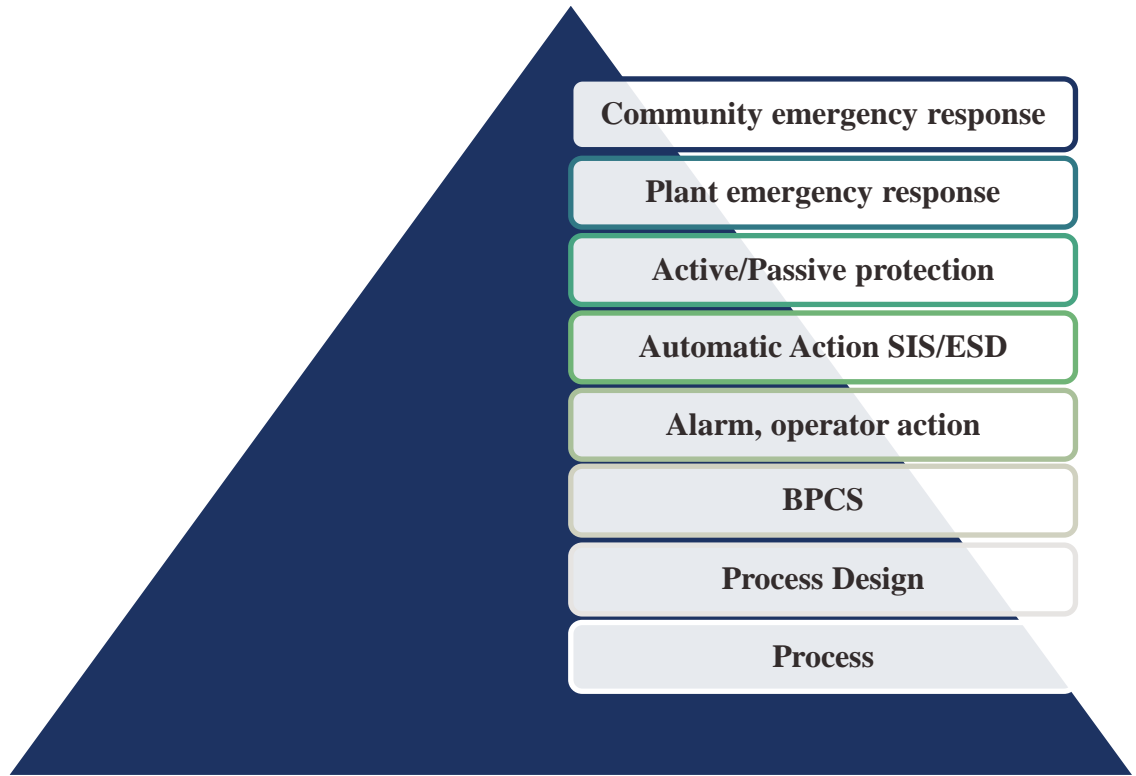 Community emergency response
Plant emergency response
Active/Passive protection
Automatic Action SIS/ESD
Alarm, operator action
BPCS
Process Design
Process